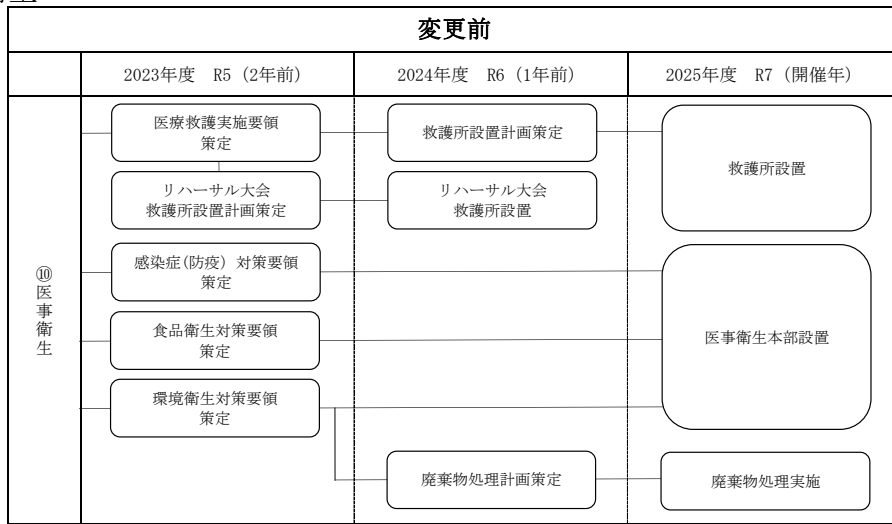 変更前
2023年度 R5 (2年前)
2024年度 R6 (1年前)
2025年度 R7 (開催年)
⑩医事衛生
医療救護実施要領
策定
救護所設置計画策定
救護所設置
リハーサル大会
救護所設置計画策定
リハーサル大会
救護所設置
感染症(防疫) 対策要領
策定
食品衛生対策要領
策定
医事衛生本部設置
環境衛生対策要領
策定
廃棄物処理計画策定
廃棄物処理実施